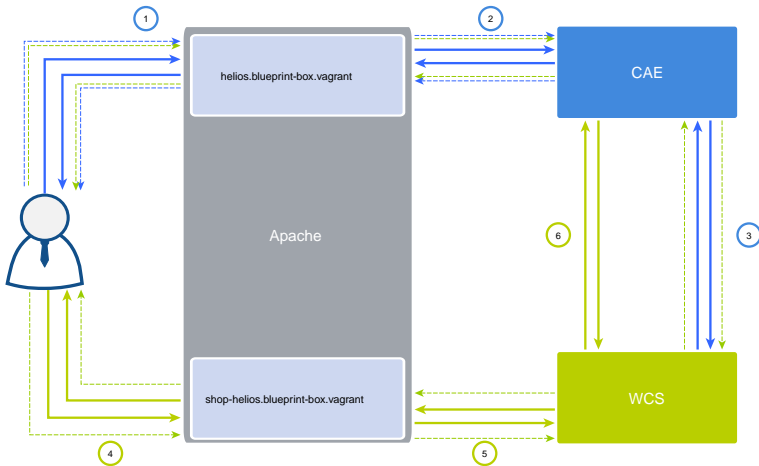 1
2
helios.blueprint-box.vagrant
CAE
Apache
6
3
shop-helios.blueprint-box.vagrant
WCS
4
5